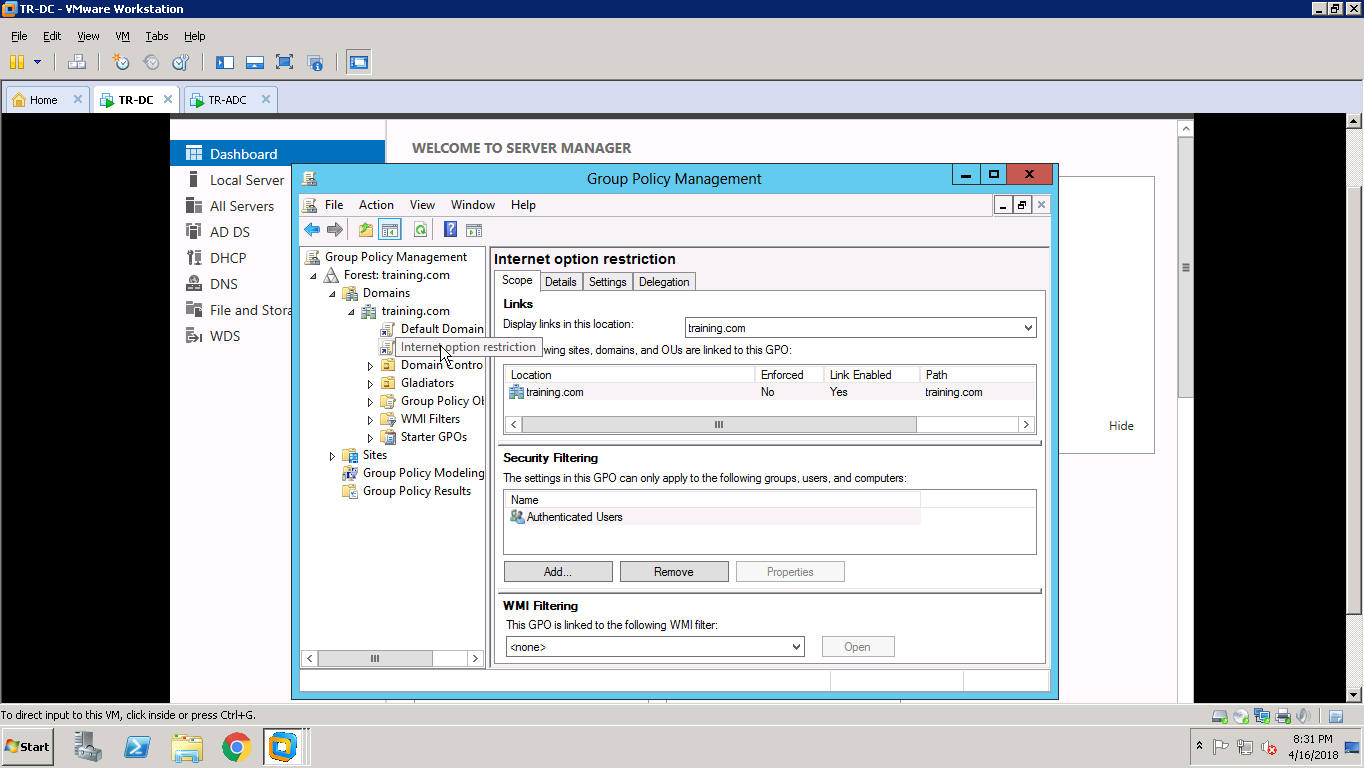 TR-DC - VMware Workstation
File Edit View VM Tabs Help
Home TR-DC TR-ADC
Dashboard
Local Server
All Servers
AD DS
DHCP
DNS
File and Stora
WDS
WELCOME TO SERVER MANAGER
Hide
Group Policy Management
File Action View Window Help
Group Policy Management
Forest: training.com
Domains
training.com
Default Domain
Internet option restriction
Domain Contro
Gladiators
Group Policy Ob
WMI Filters
Starter GPOs
Sites
Group Policy Modeling
Group Policy Results
Internet option restriction
Scope Details Settings Delegation
Links
Display links in this location: training.com
wing sites, domains, and OUs are linked to this GPO:
Location Enforced Link Enabled Path
training.com No Yes training.com
Security Filtering
The settings in this GPO can only apply to the following groups, users, and computers:
Name
Authenticated Users
Add... Remove Properties
WMI Filtering
This GPO is linked to the following WMI filter:
<none> Open
To direct input to this VM, click inside or press Ctrl+G.
Start
8:31 PM
4/16/2018